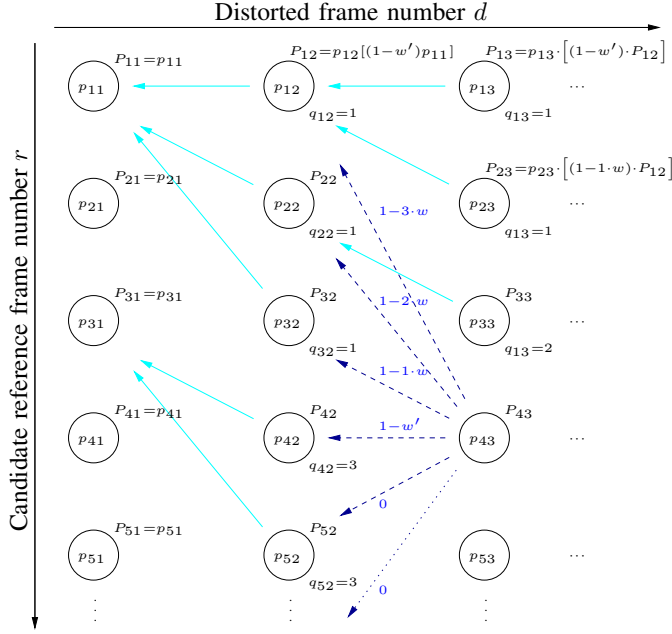 Distorted frame number d
Candidate reference frame number r
P11=p11
P12=p12[(1−w')p11]
P13=p13·[(1−w')·P12]
p11
p12
p13
...
q12=1
q13=1
P21=p21
P22
P23=p23·[(1−1·w)·P12]
p21
p22
p23
...
1−3·w
q22=1
q13=1
P31=p31
P32
1−2·w
P33
p31
p32
p33
...
q32=1
q13=2
1−1·w
P41=p41
P42
P43
1−w'
p41
p42
p43
...
q42=3
P51=p51
P52
0
p51
p52
p53
...
q52=3
0
...
...
...